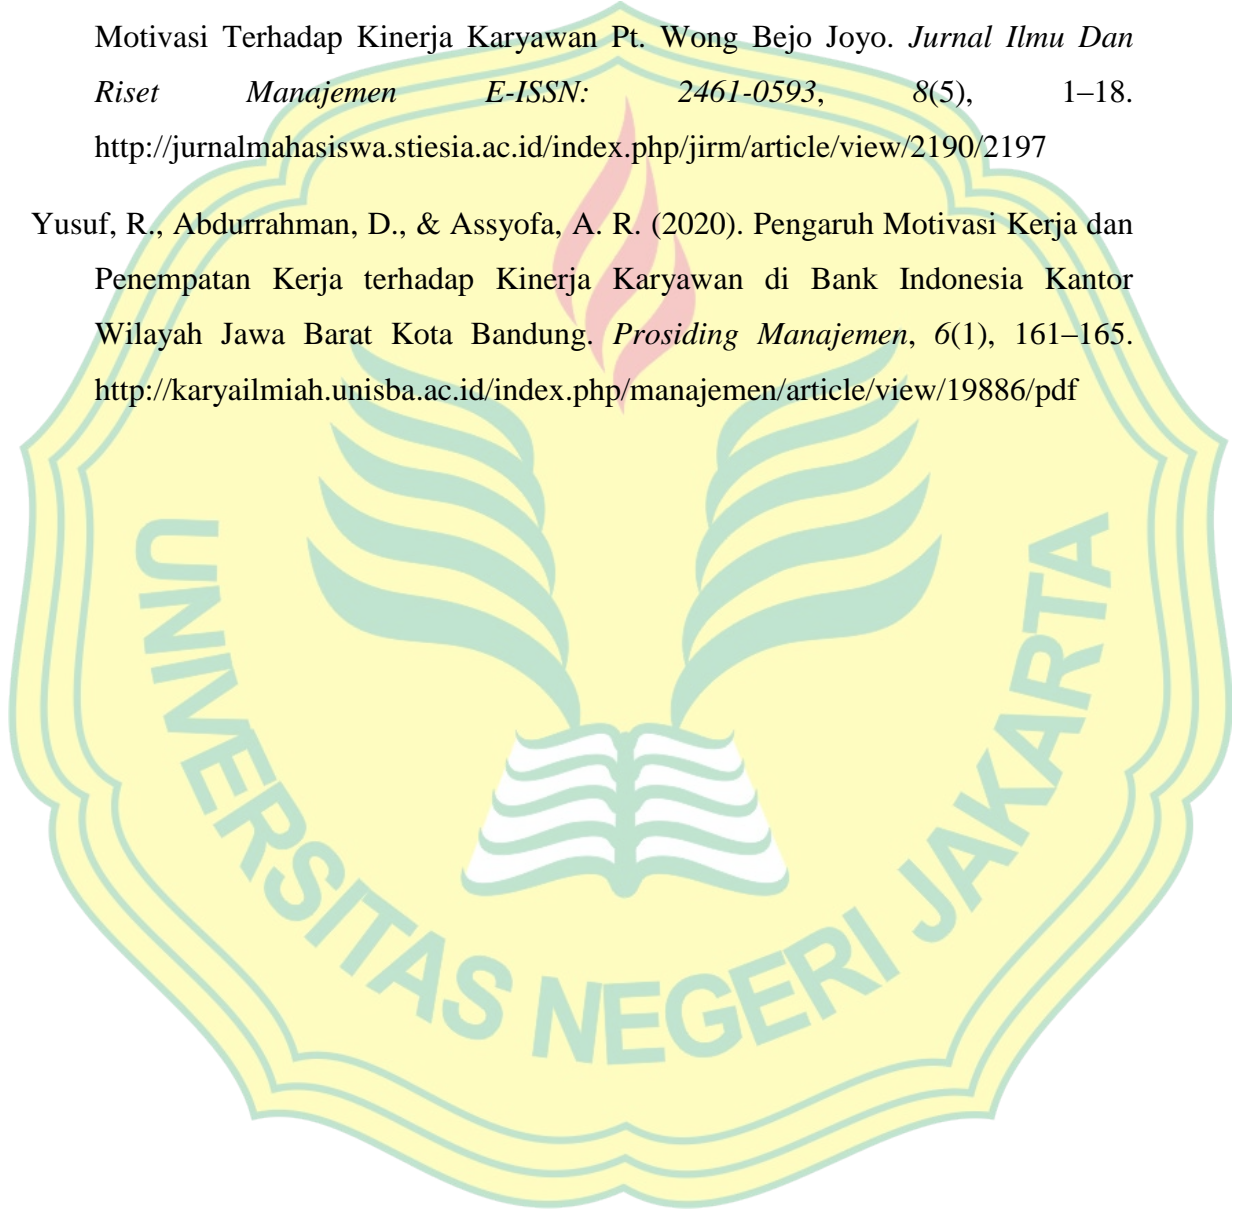 Motivasi Terhadap Kinerja Karyawan Pt. Wong Bejo Joyo. Jurnal Ilmu Dan
Riset Manajemen E-ISSN: 2461-0593, 8(5), 1–18.
http://jurnalmahasiswa.stiesia.ac.id/index.php/jirm/article/view/2190/2197
Yusuf, R., Abdurrahman, D., & Assyofa, A. R. (2020). Pengaruh Motivasi Kerja dan
Penempatan Kerja terhadap Kinerja Karyawan di Bank Indonesia Kantor
Wilayah Jawa Barat Kota Bandung. Prosiding Manajemen, 6(1), 161–165.
http://karyailmiah.unisba.ac.id/index.php/manajemen/article/view/19886/pdf
UNIVERSITAS NEGERI JAKARTA